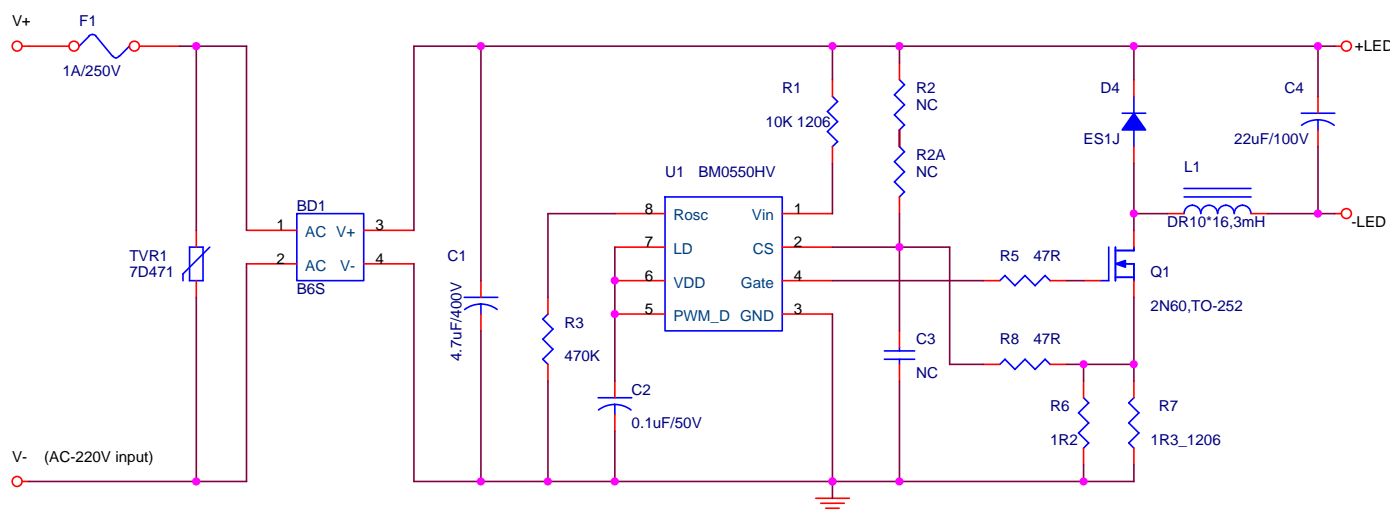 V+
F1
1A/250V
+LED
R1
10K 1206
R2
NC
R2A
NC
D4
ES1J
C4
22uF/100V
L1
DR10*16,3mH
-LED
U1 BM0550HV
8 Rosc Vin 1
7 LD CS 2
6 VDD Gate 4
5 PWM_D GND 3
BD1
1 AC V+ 3
2 AC V- 4
B6S
TVR1
7D471
C1
4.7uF/400V
R3
470K
C2
0.1uF/50V
R5 47R
Q1
2N60,TO-252
C3
NC
R8 47R
R6
1R2
R7
1R3_1206
V- (AC-220V input)